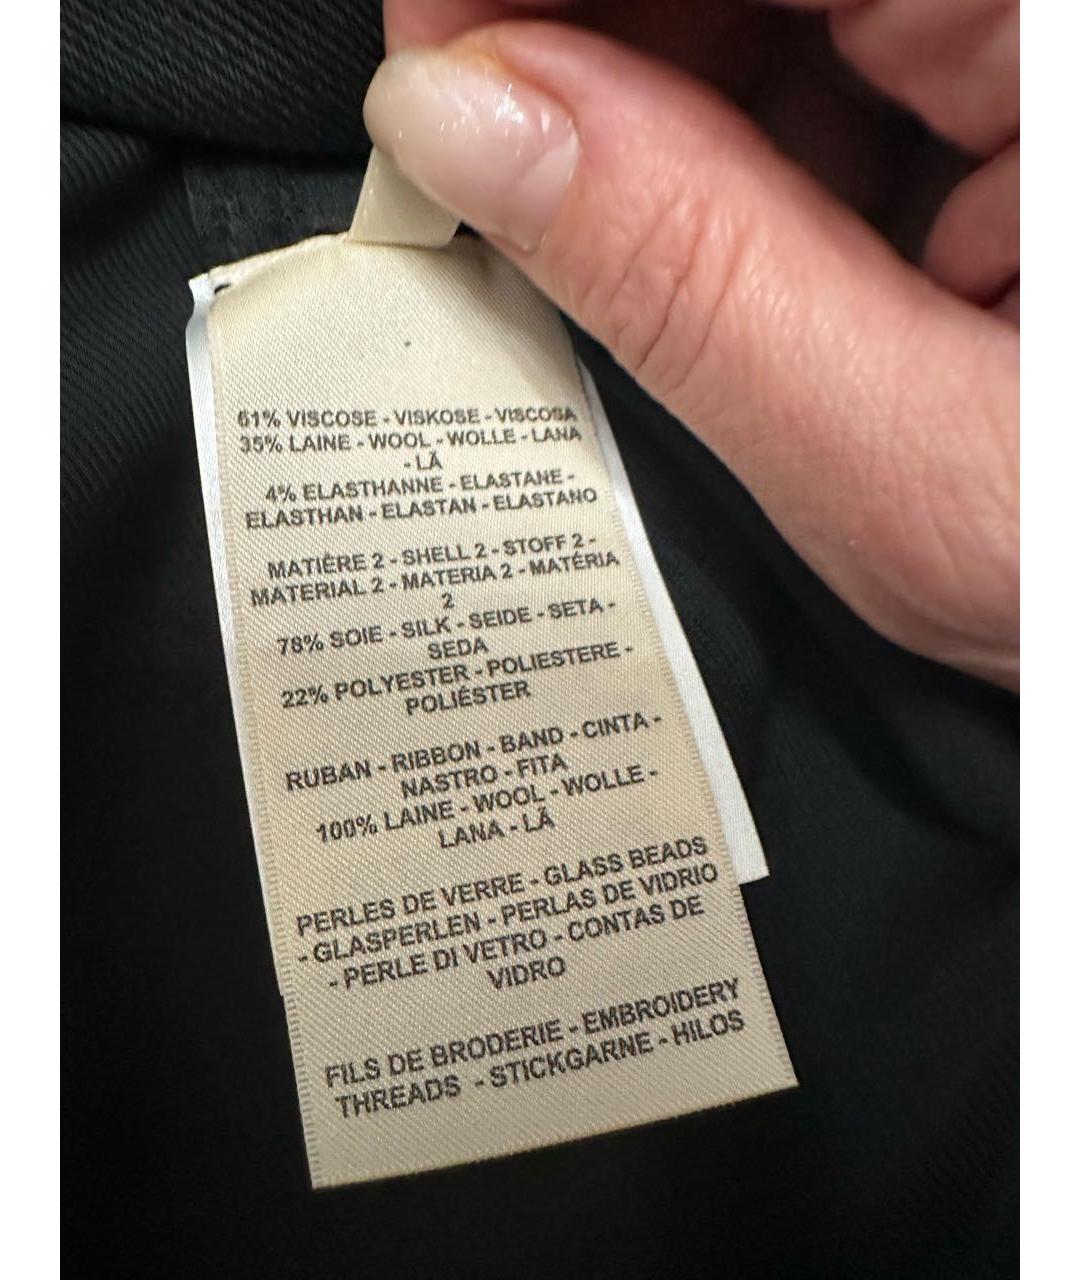 61% VISCOSE - VISKOSE - VISCOSA
35% LAINE - WOOL - WOLLE - LANA
- LÃ
4% ELASTHANNE - ELASTANE -
ELASTHAN - ELASTAN - ELASTANO
MATIÈRE 2 - SHELL 2 - STOFF 2 -
MATERIAL 2 - MATERIA 2 - MATÉRIA
2
78% SOIE - SILK - SEIDE - SETA -
SEDA
22% POLYESTER - POLIESTERE -
POLIÉSTER
RUBAN - RIBBON - BAND - CINTA -
NASTRO - FITA
100% LAINE - WOOL - WOLLE -
LANA - LÃ
PERLES DE VERRE - GLASS BEADS
- GLASPERLEN - PERLAS DE VIDRIO
- PERLE DI VETRO - CONTAS DE
VIDRO
FILS DE BRODERIE - EMBROIDERY
THREADS - STICKGARNE - HILOS